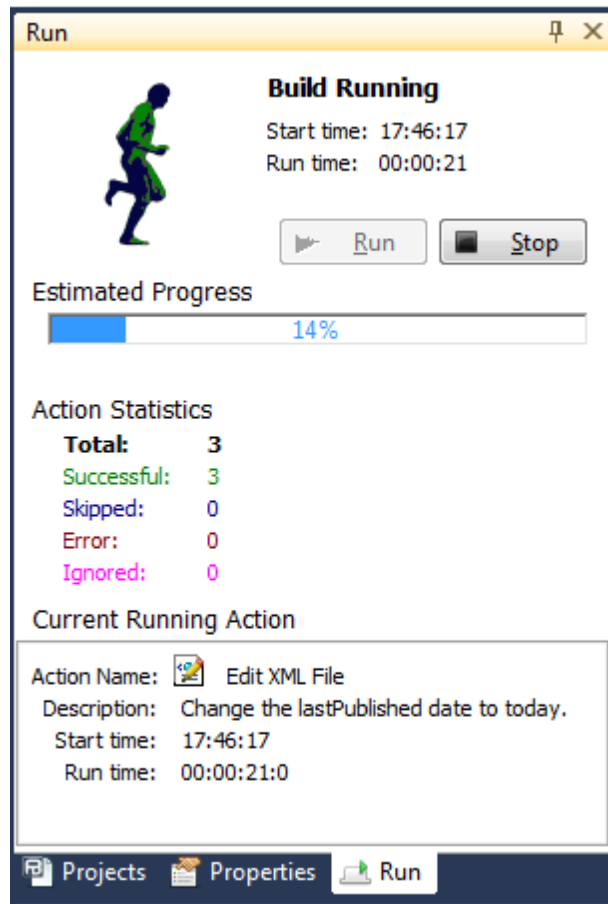 Run
Build Running
Start time: 17:46:17
Run time: 00:00:21
Run Stop
Estimated Progress
14%
Action Statistics
Total: 3
Successful: 3
Skipped: 0
Error: 0
Ignored: 0
Current Running Action
Action Name: Edit XML File
Description: Change the lastPublished date to today.
Start time: 17:46:17
Run time: 00:00:21:0
Projects Properties Run